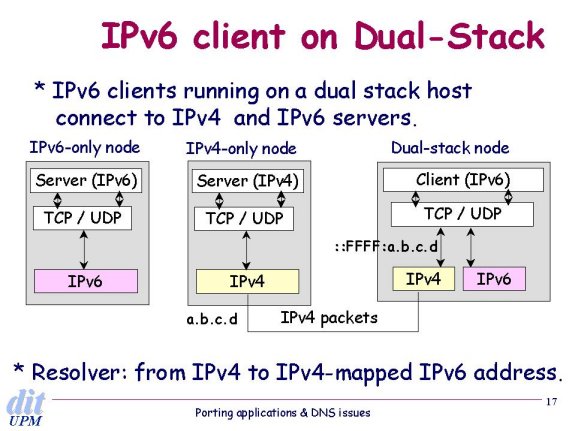 IPv6 client on Dual-Stack
* IPv6 clients running on a dual stack host
connect to IPv4 and IPv6 servers.
IPv6-only node
IPv4-only node
Dual-stack node
Server (IPv6)
Server (IPv4)
Client (IPv6)
TCP / UDP
TCP / UDP
TCP / UDP
::FFFF:a.b.c.d
IPv6
IPv4
IPv4
IPv6
a.b.c.d
IPv4 packets
* Resolver: from IPv4 to IPv4-mapped IPv6 address.
dit
UPM
17
Porting applications & DNS issues